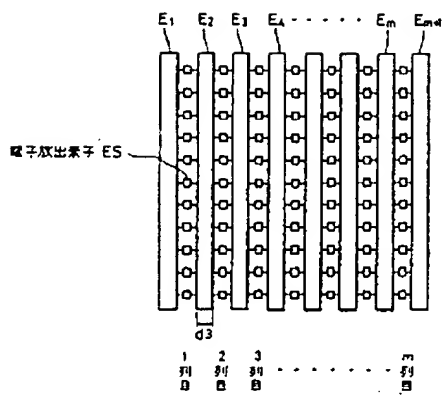 E1 E2 E3 E4 · · · · · · Em Em+1
電子放出素子 ES
d3
1列目 2列目 3列目 · · · · · · · m列目